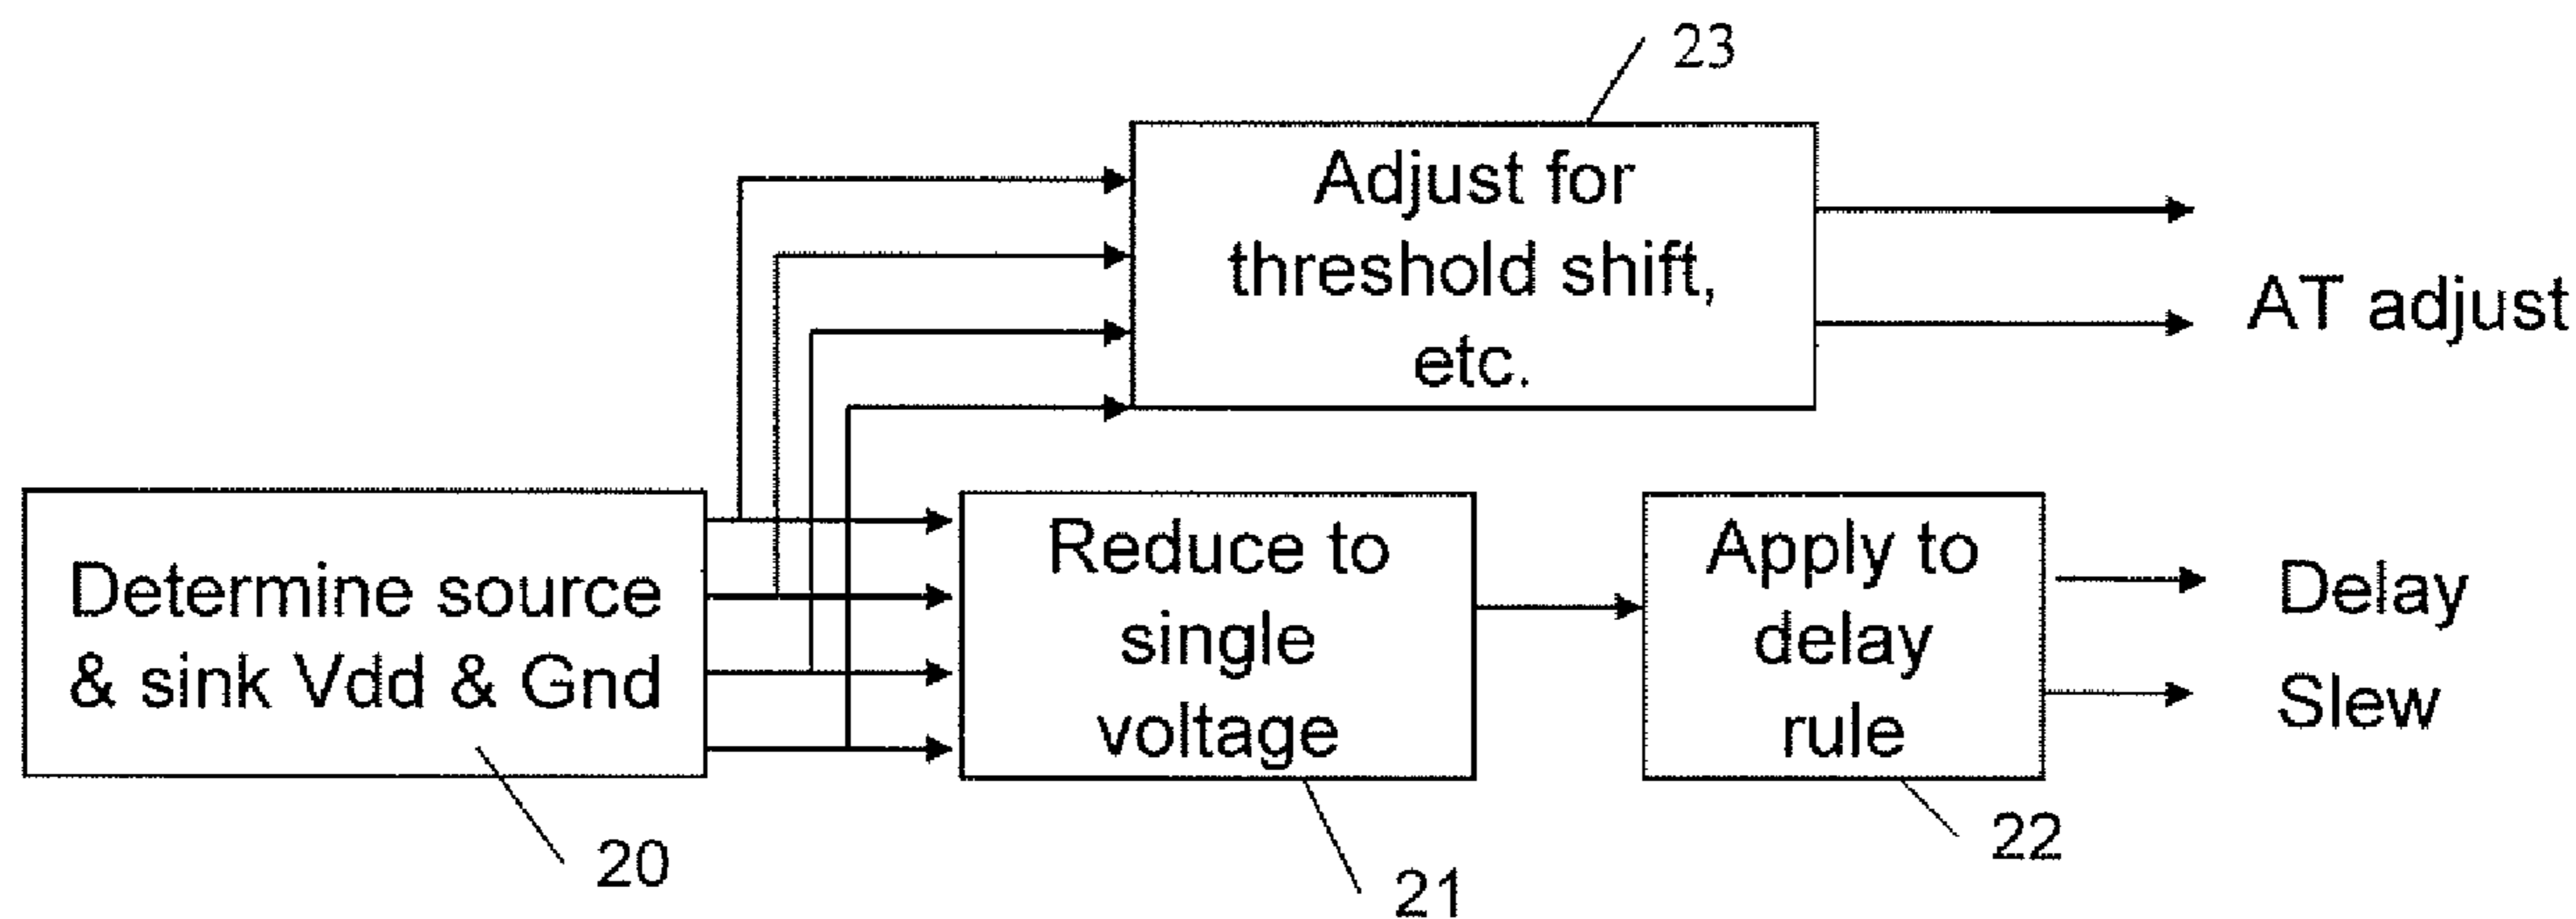 23
Adjust for
threshold shift,
etc.
AT adjust
Determine source
& sink Vdd & Gnd
20
Reduce to
single
voltage
21
Apply to
delay
rule
22
Delay
Slew